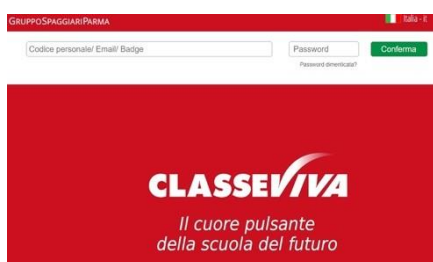 GRUPPOSPAGGIARIPARMA
Italia - it
Codice personale/ Email/ Badge
Password
Conferma
Password dimenticata?
CLASSEVIVA
Il cuore pulsante
della scuola del futuro